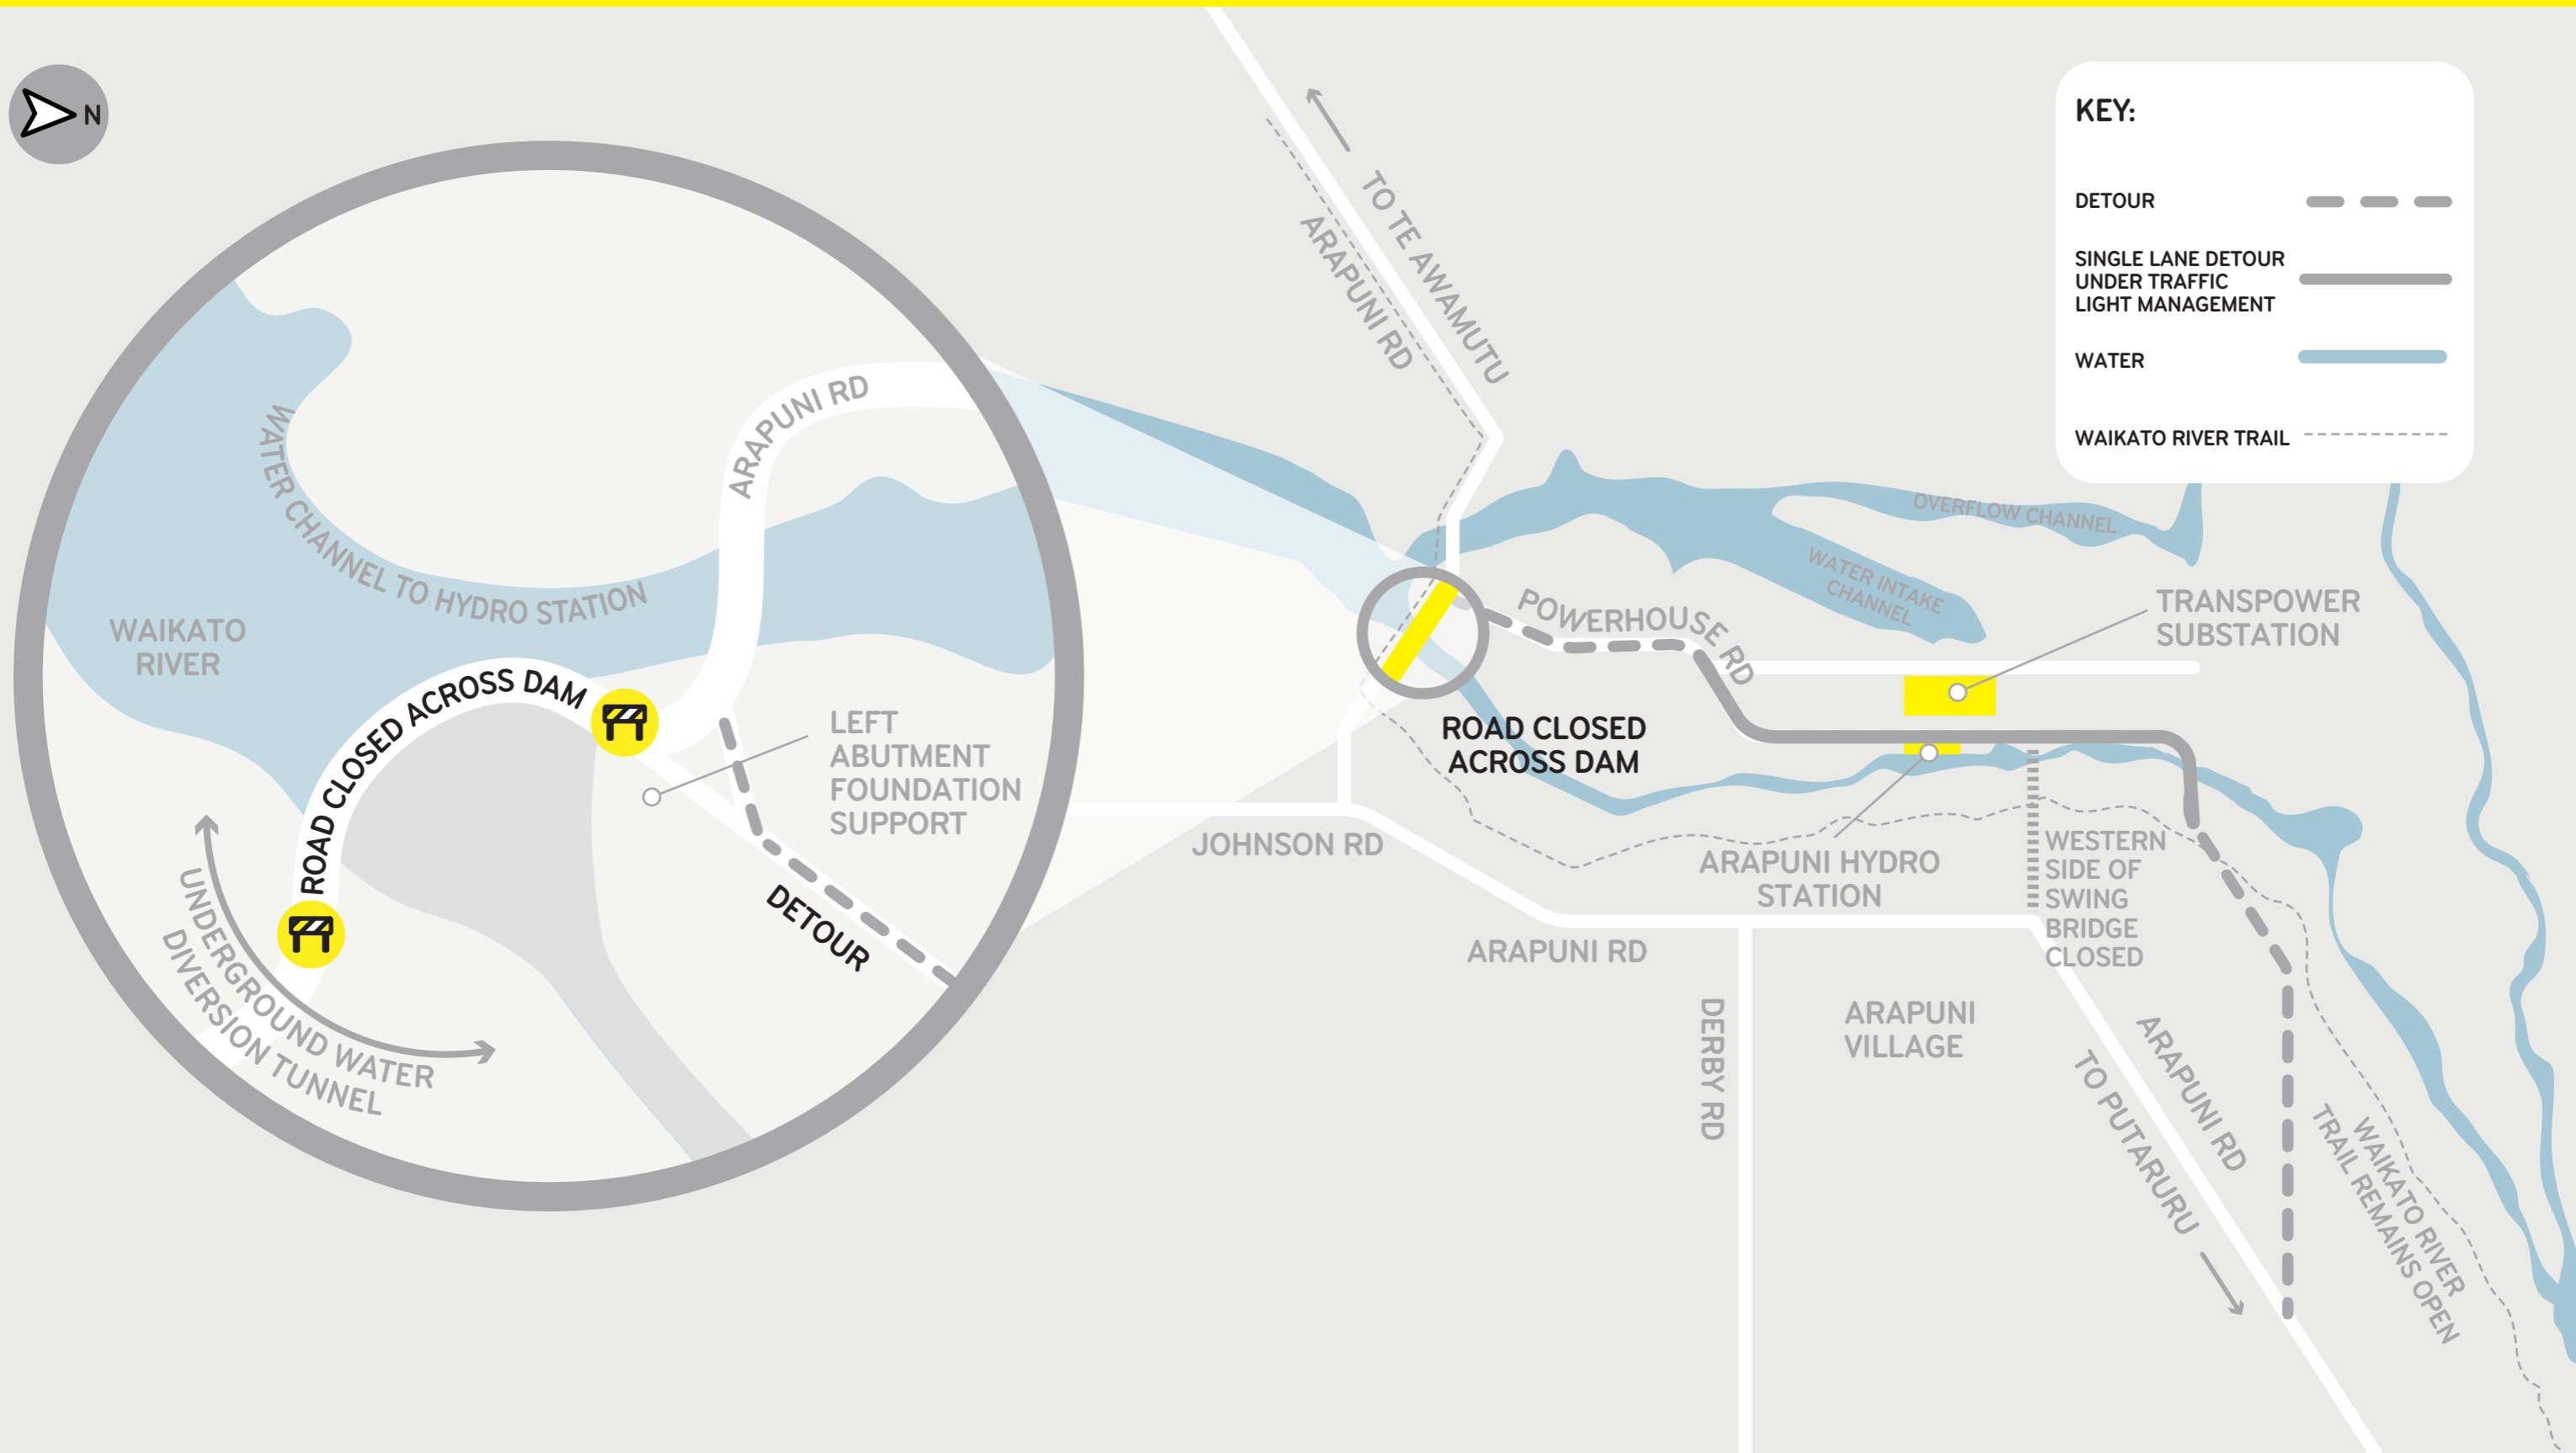 N
KEY:
DETOUR
SINGLE LANE DETOUR
UNDER TRAFFIC
LIGHT MANAGEMENT
WATER
WAIKATO RIVER TRAIL
TO TE AWAMUTU
ARAPUNI RD
ARAPUNI RD
WATER CHANNEL TO HYDRO STATION
WAIKATO
RIVER
ROAD CLOSED ACROSS DAM
LEFT
ABUTMENT
FOUNDATION
SUPPORT
DETOUR
UNDERGROUND WATER
DIVERSION TUNNEL
OVERFLOW CHANNEL
WATER INTAKE
CHANNEL
POWERHOUSE RD
TRANSPOWER
SUBSTATION
ROAD CLOSED
ACROSS DAM
JOHNSON RD
ARAPUNI HYDRO
STATION
WESTERN
SIDE OF
SWING
BRIDGE
CLOSED
ARAPUNI RD
DERBY RD
ARAPUNI
VILLAGE
ARAPUNI RD
TO PUTARURU
WAIKATO RIVER
TRAIL REMAINS OPEN